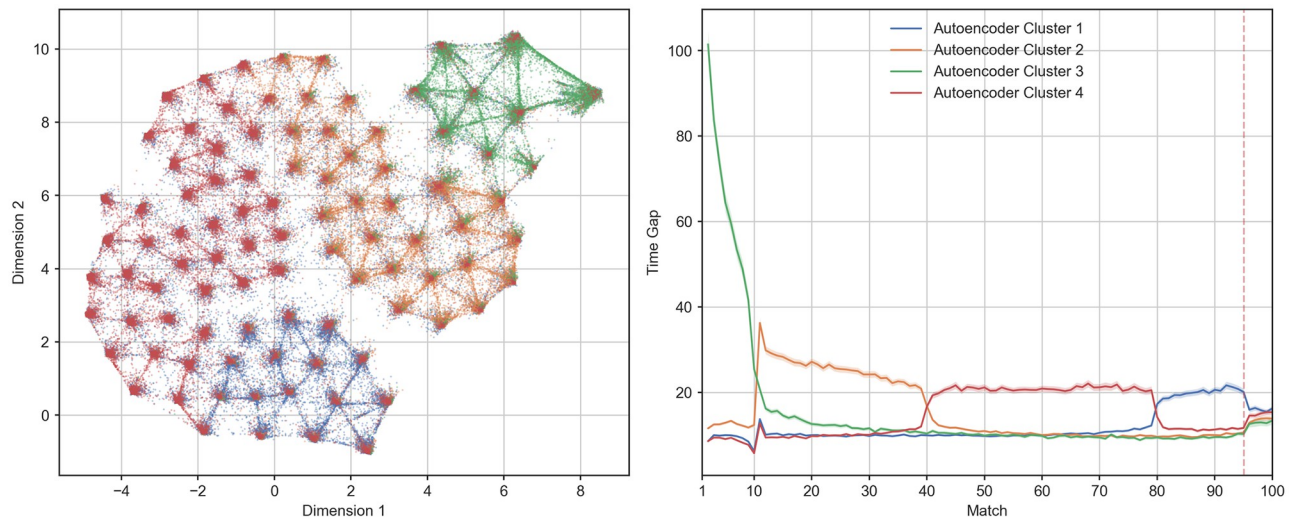 Dimension 2
10
8
6
4
2
0
−4 −2 0 2 4 6 8
Dimension 1
Time Gap
100
80
60
40
20
Autoencoder Cluster 1
Autoencoder Cluster 2
Autoencoder Cluster 3
Autoencoder Cluster 4
1 10 20 30 40 50 60 70 80 90 100
Match